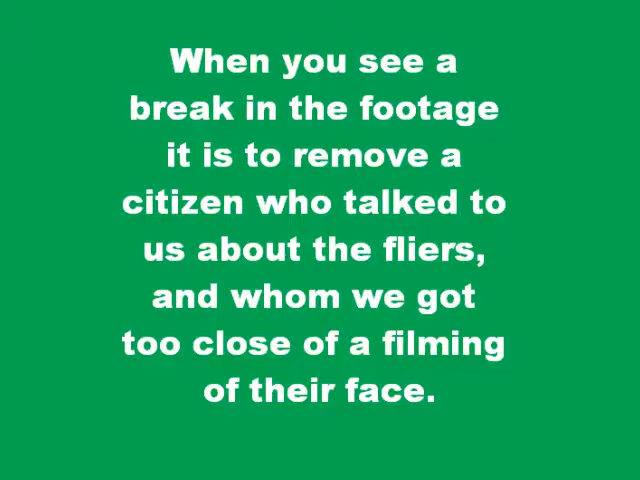 When you see a
break in the footage
it is to remove a
citizen who talked to
us about the fliers,
and whom we got
too close of a filming
of their face.